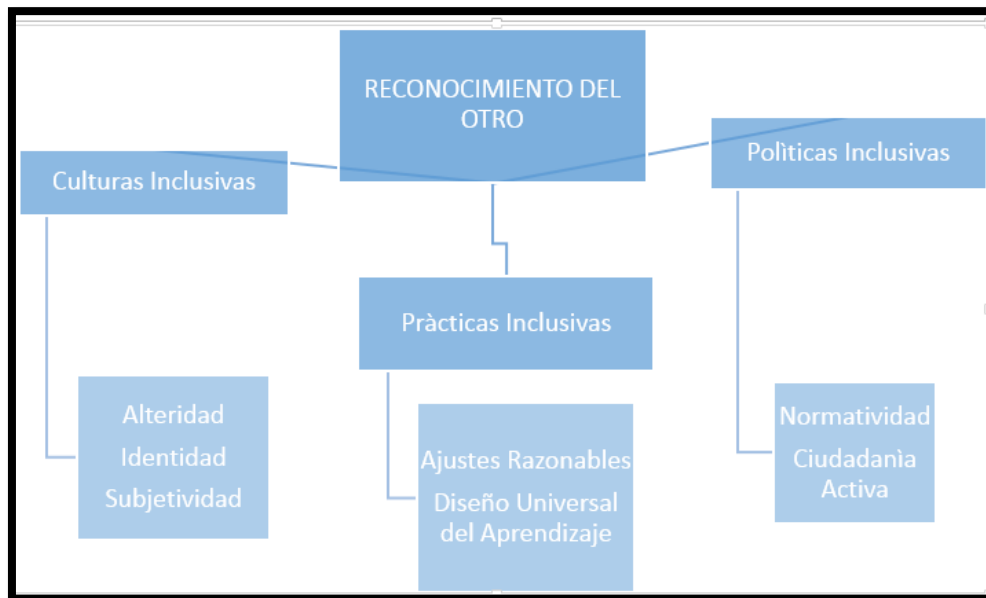 RECONOCIMIENTO DEL
OTRO
Culturas Inclusivas
Polìticas Inclusivas
Pràcticas Inclusivas
Alteridad
Identidad
Subjetividad
Ajustes Razonables
Diseño Universal
del Aprendizaje
Normatividad
Ciudadanìa
Activa